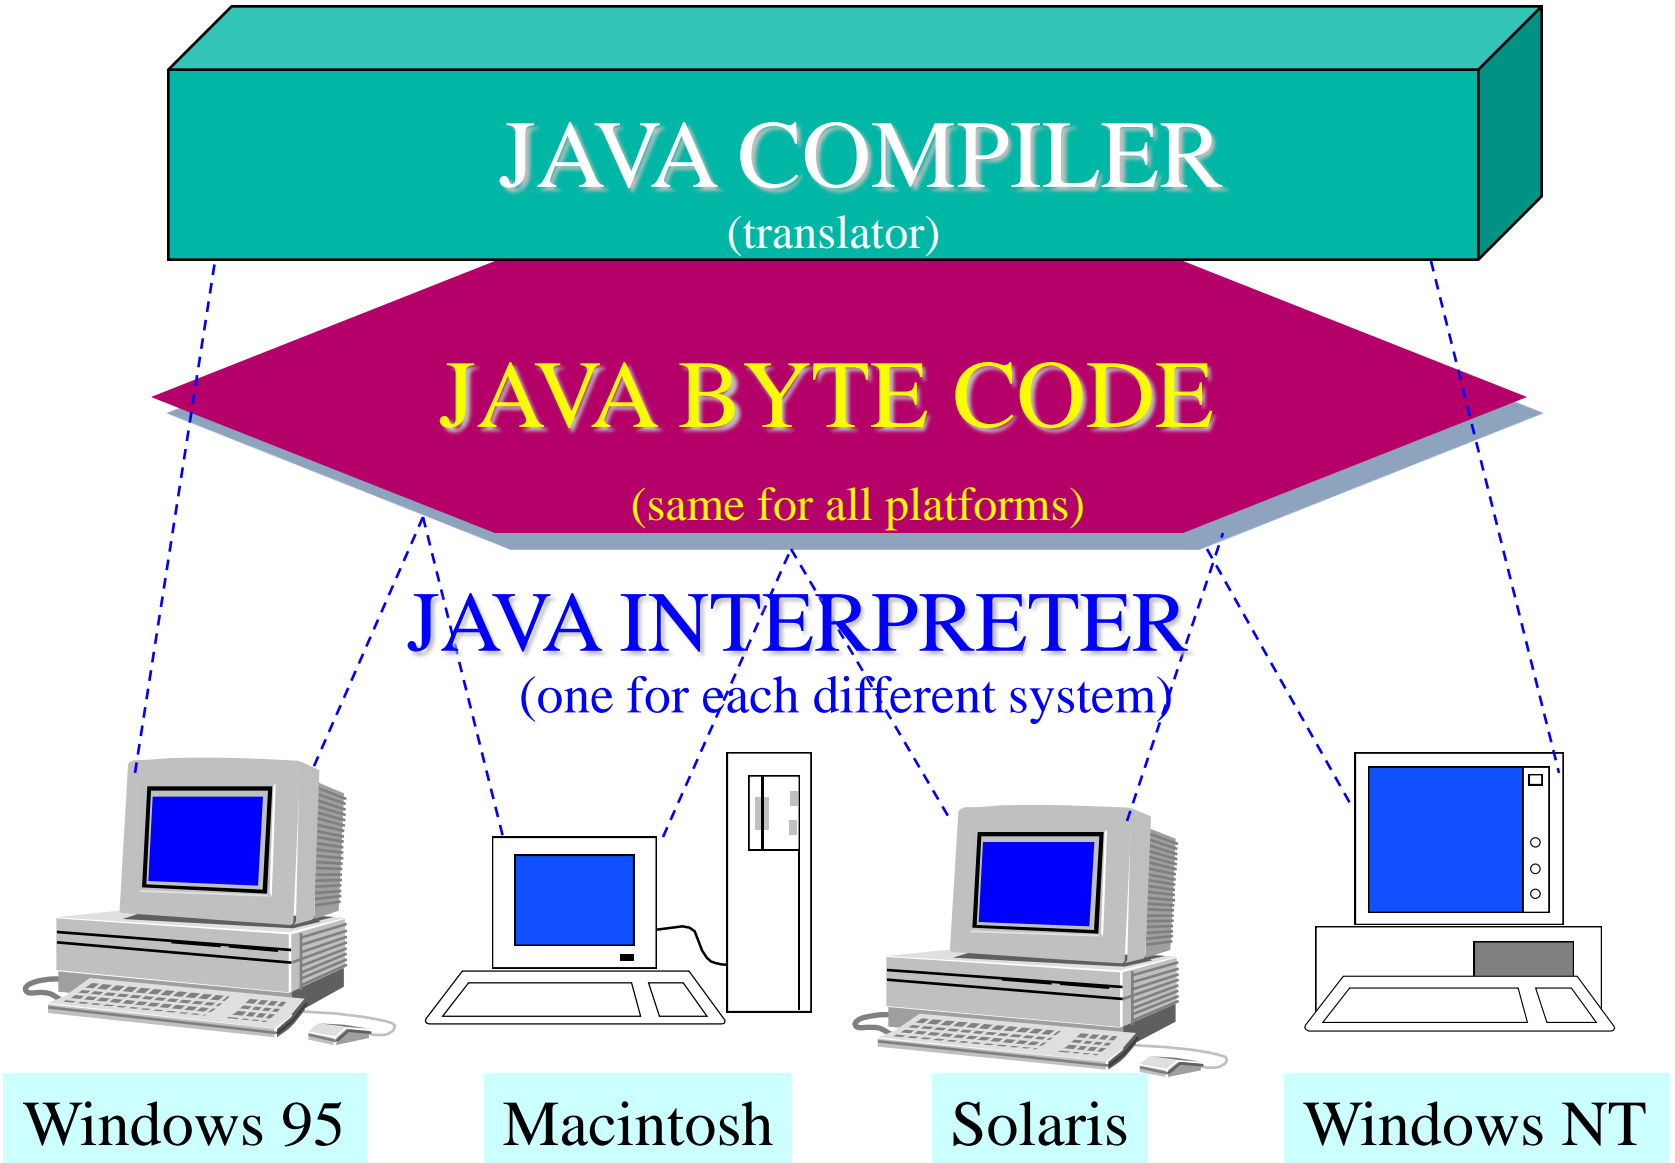 JAVA COMPILER
(translator)
JAVA BYTE CODE
(same for all platforms)
JAVA INTERPRETER
(one for each different system)
Windows 95
Macintosh
Solaris
Windows NT